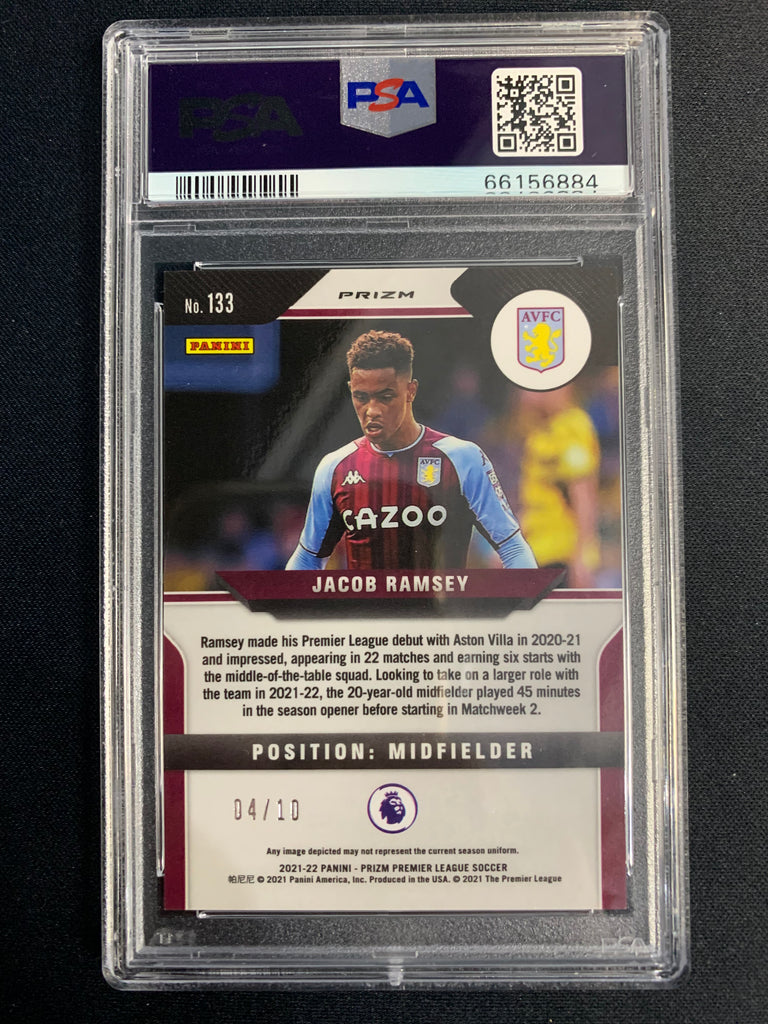 PSA
PSA
66156884
No. 133
PRIZM
AVFC
PANINI
AVFC
CAZOO
JACOB RAMSEY
Ramsey made his Premier League debut with Aston Villa in 2020-21
and impressed, appearing in 22 matches and earning six starts with
the middle-of-the-table squad. Looking to take on a larger role with
the team in 2021-22, the 20-year-old midfielder played 45 minutes
in the season opener before starting in Matchweek 2.
POSITION: MIDFIELDER
04/10
Any image depicted may not represent the current season uniform.
2021-22 PANINI - PRIZM PREMIER LEAGUE SOCCER
帕尼尼 © 2021 Panini America, Inc. Produced in the USA. © 2021 The Premier League
PSA